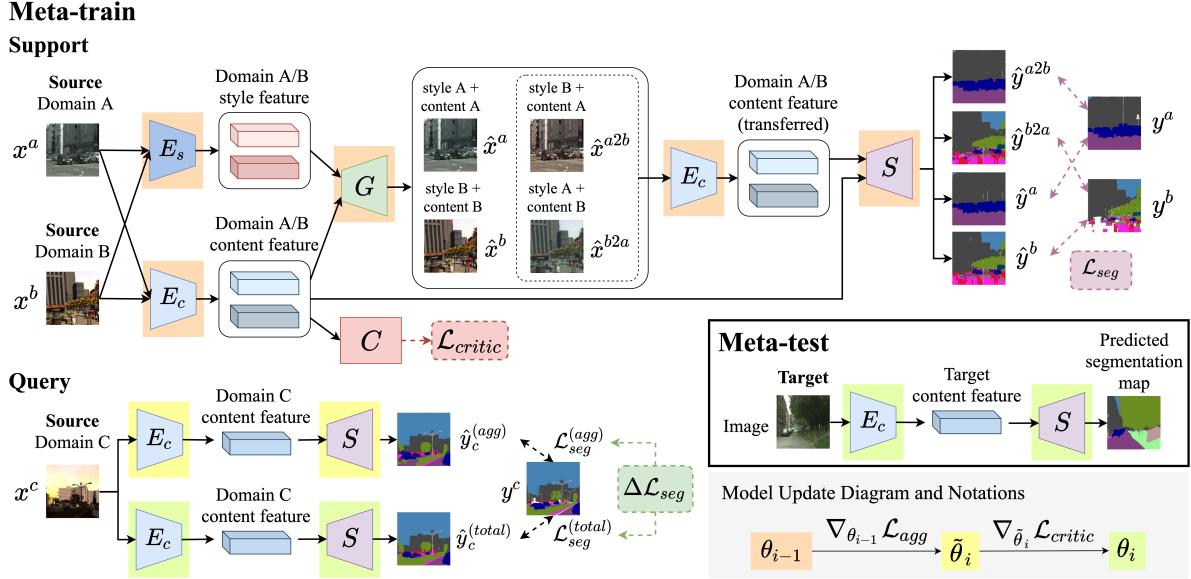 Meta-train
Support
Source
Domain A
x^a
Source
Domain B
x^b
E_s
E_c
Domain A/B
style feature
Domain A/B
content feature
G
C
ℒ_critic
style A +
content A
x̂^a
style B +
content A
x̂^{a2b}
style B +
content B
x̂^b
style A +
content B
x̂^{b2a}
E_c
Domain A/B
content feature
(transferred)
S
ŷ^{a2b}
ŷ^{b2a}
ŷ^a
ŷ^b
y^a
y^b
ℒ_seg
Query
Source
Domain C
x^c
E_c
Domain C
content feature
S
ŷ_c^{(agg)}
E_c
Domain C
content feature
S
ŷ_c^{(total)}
y^c
ℒ_seg^{(agg)}
ℒ_seg^{(total)}
Δℒ_seg
Meta-test
Target
Image
E_c
Target
content feature
S
Predicted
segmentation
map
Model Update Diagram and Notations
θ_{i−1}
∇_{θ_{i−1}} ℒ_agg
θ̃_i
∇_{θ̃_i} ℒ_critic
θ_i